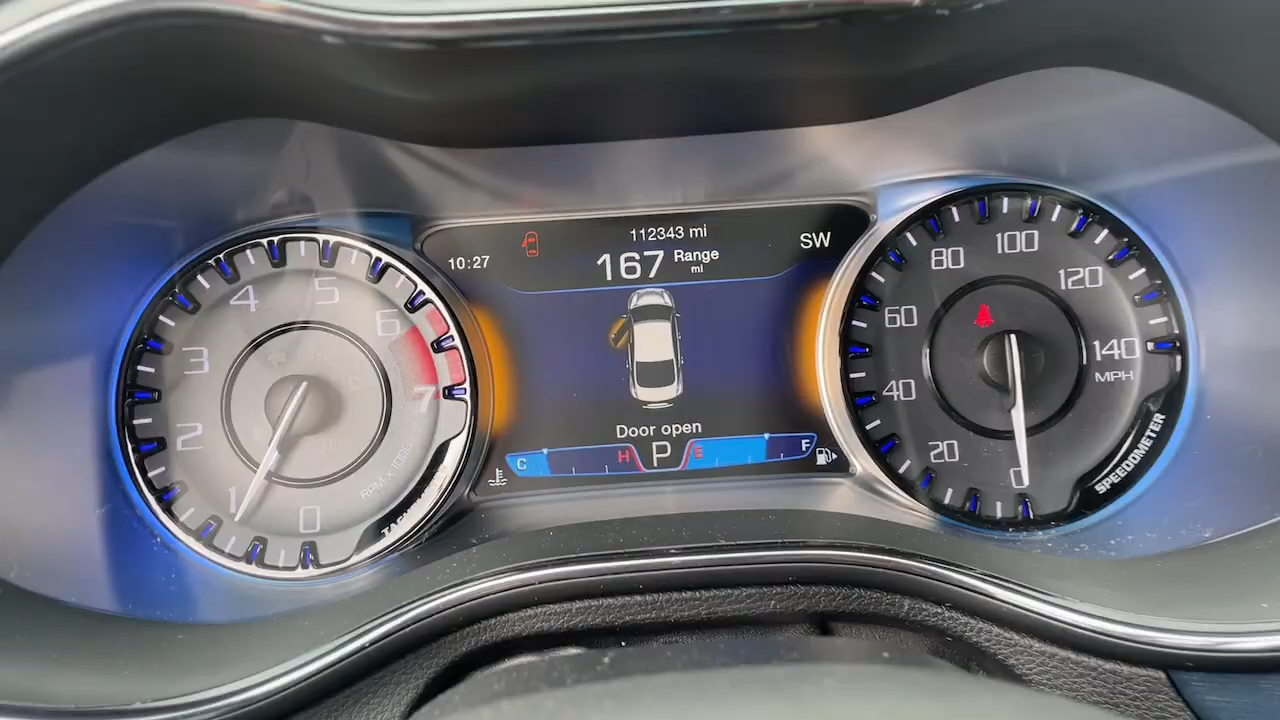 112343 mi
10:27
167 Range
mi
SW
Door open
C
H
P
E
F
0
1
2
3
4
5
6
7
RPM x 1000
0
20
40
60
80
100
120
140
MPH
SPEEDOMETER